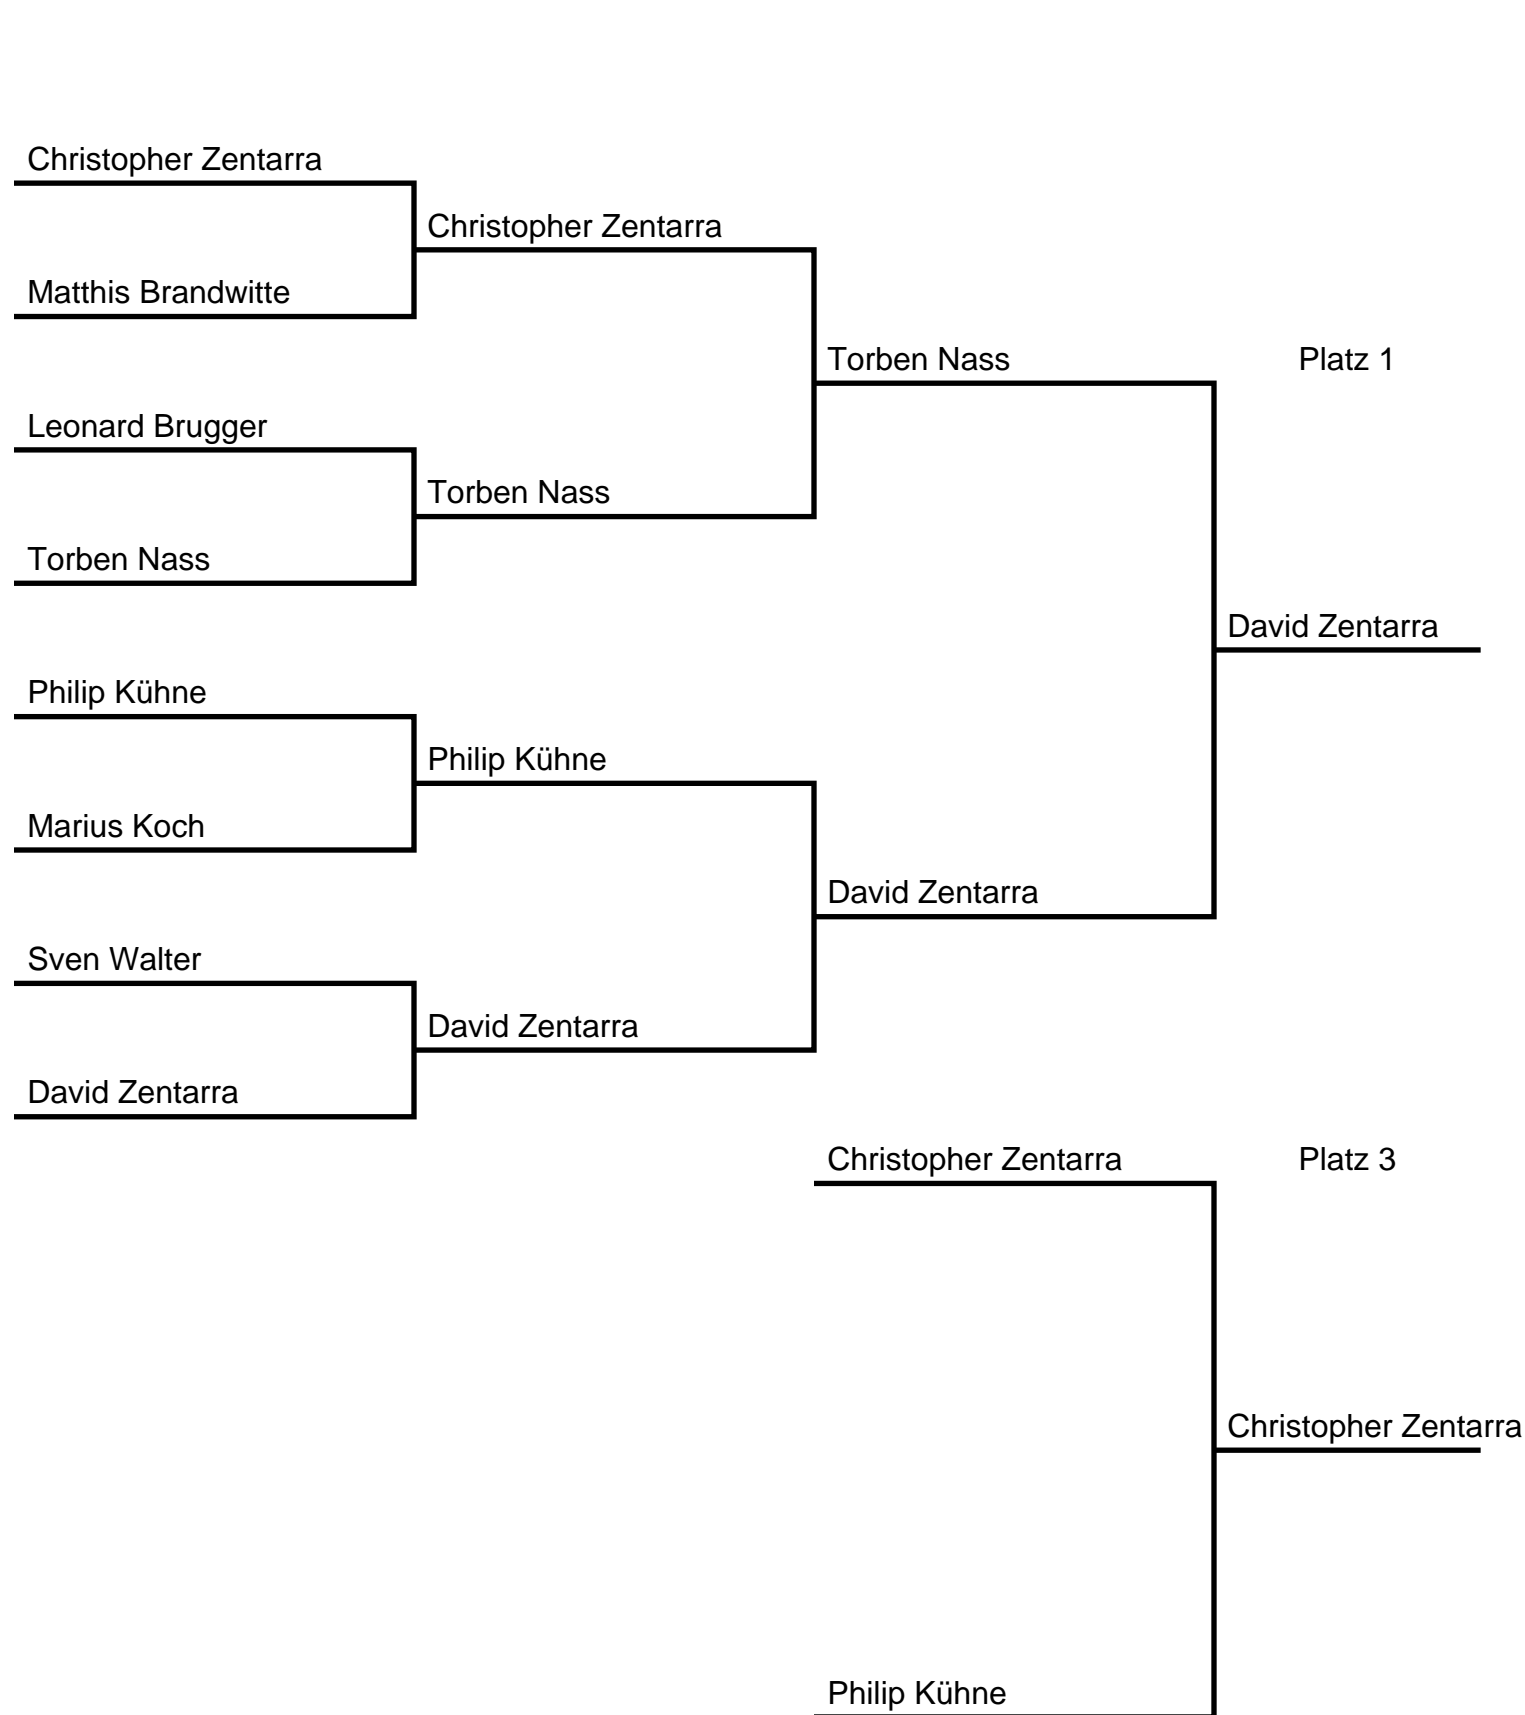 Christopher Zentarra
Christopher Zentarra
Matthis Brandwitte
Torben Nass
Platz 1
Leonard Brugger
Torben Nass
Torben Nass
David Zentarra
Philip Kühne
Philip Kühne
Marius Koch
David Zentarra
Sven Walter
David Zentarra
David Zentarra
Christopher Zentarra
Platz 3
Christopher Zentarra
Philip Kühne